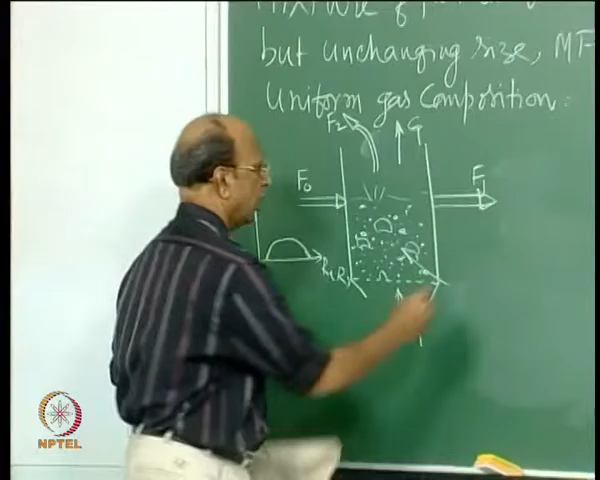 but unchanging size, MF
Uniform gas Composition:
F2
G
F0
F1
NPTEL